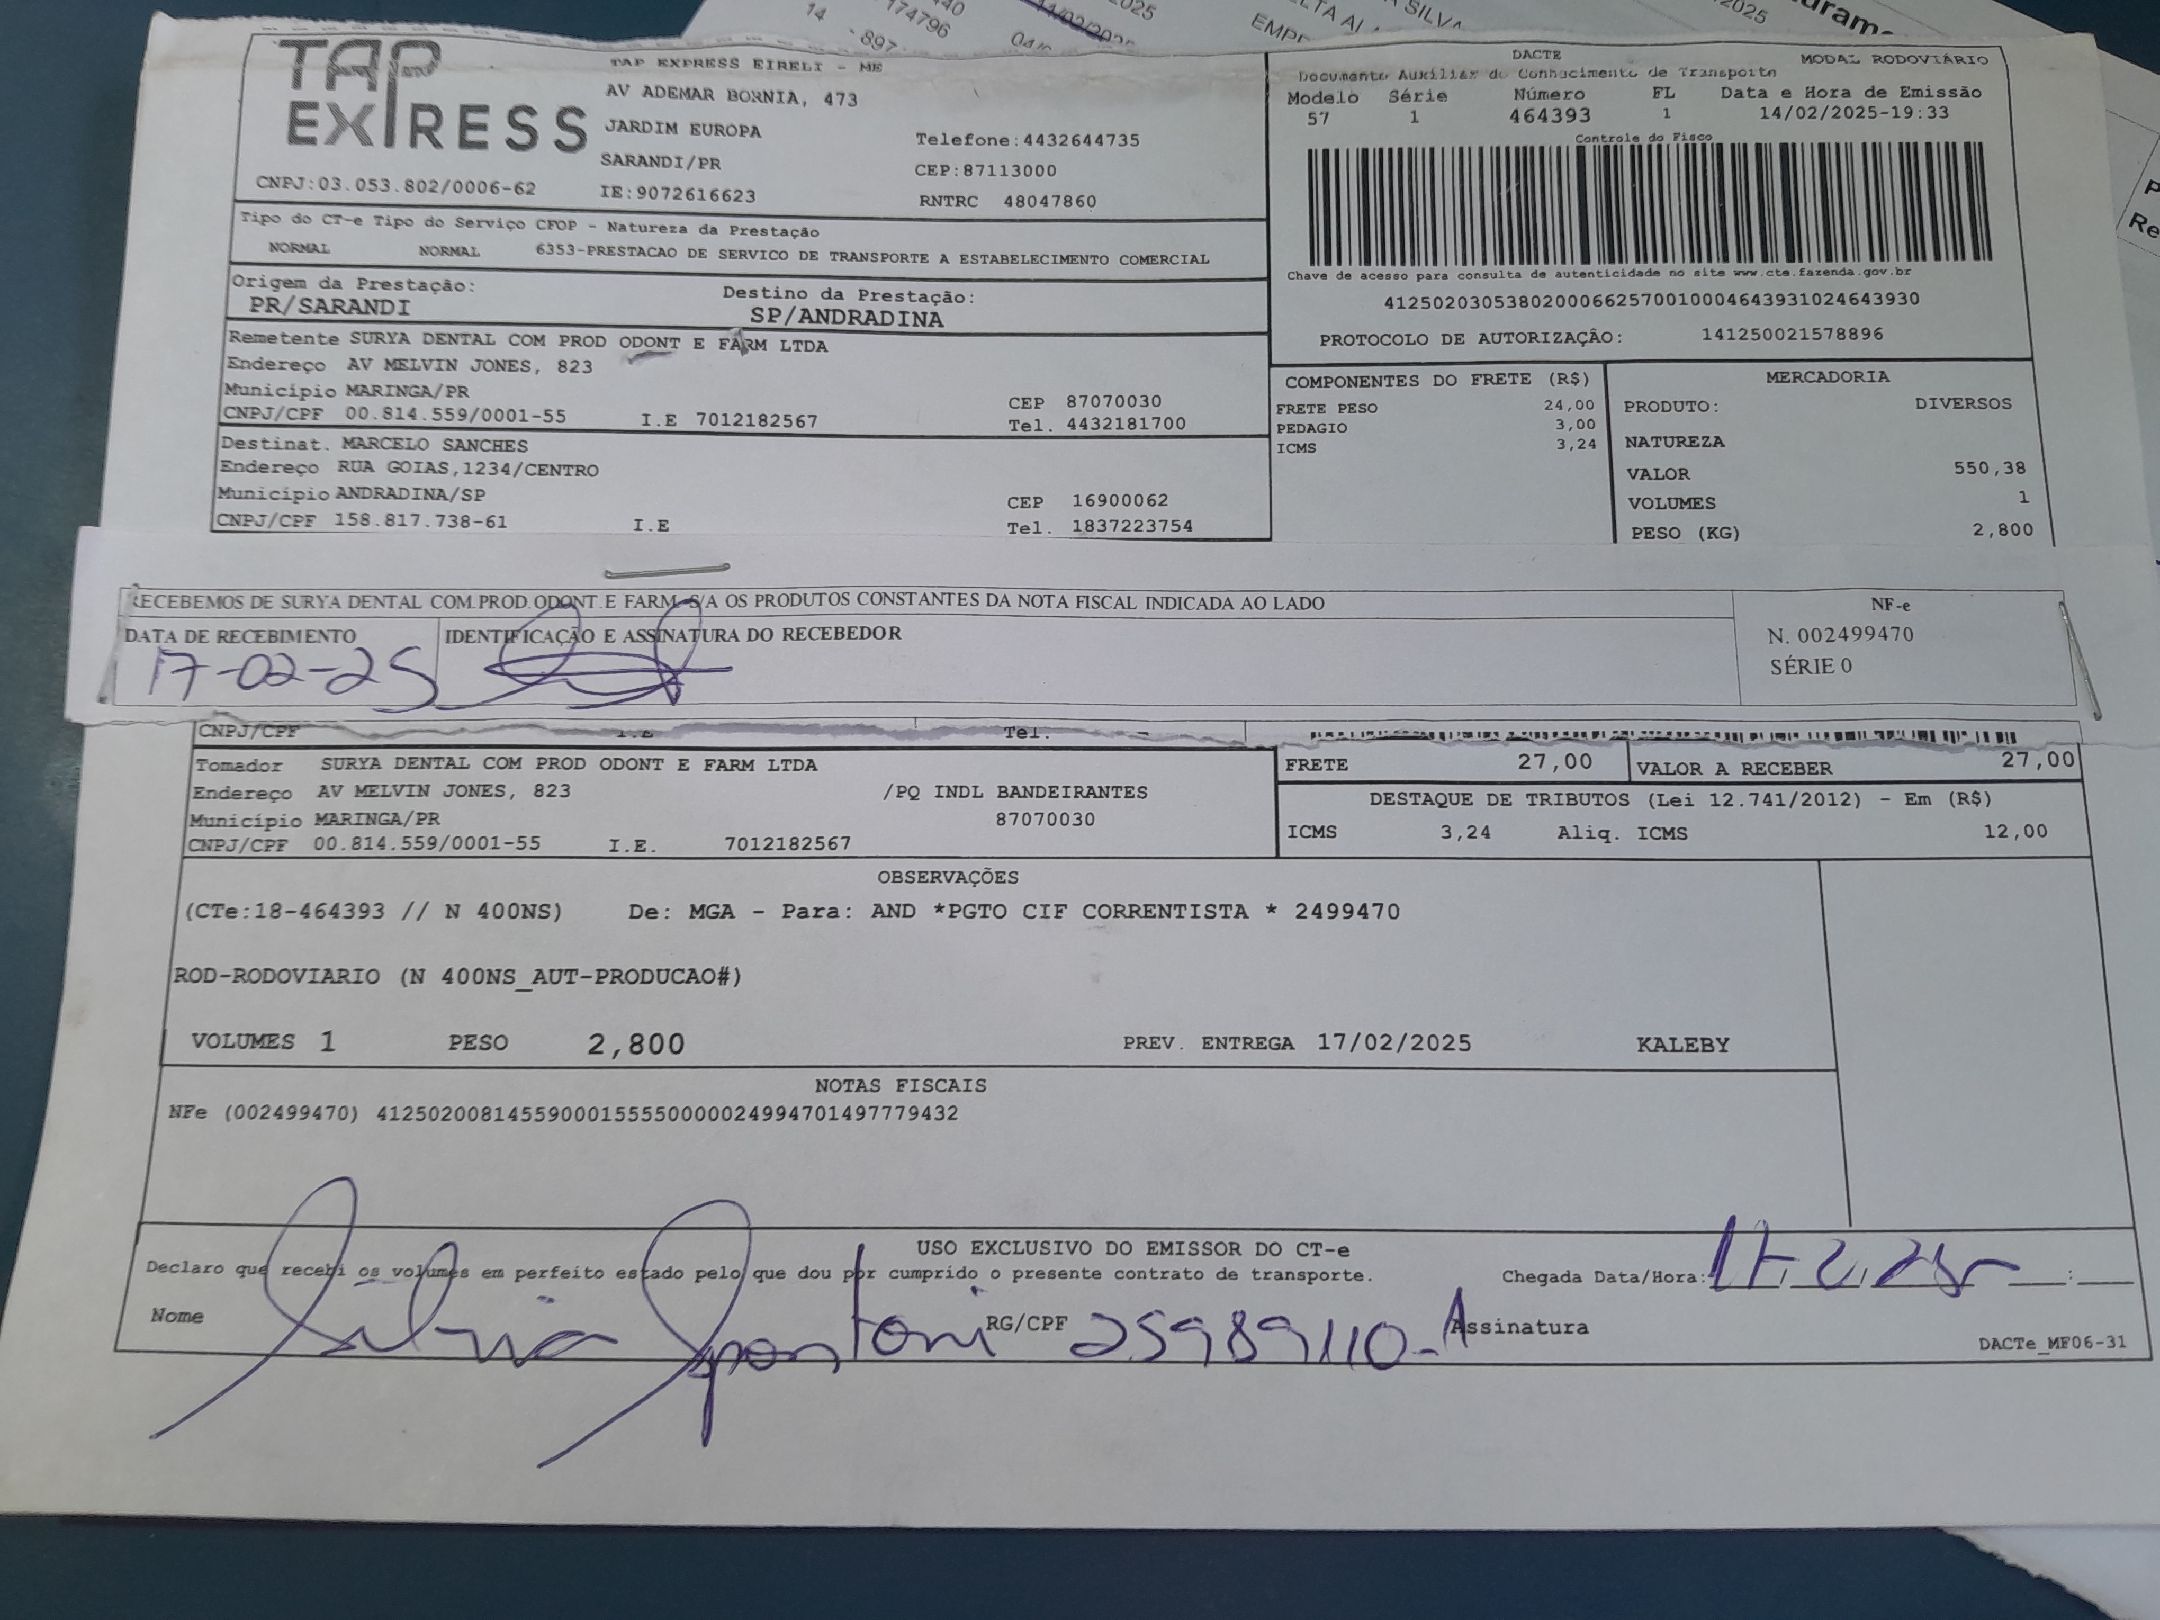 TAP
EXPRESS
TAP EXPRESS EIRELI - ME
AV ADEMAR BORNIA, 473
JARDIM EUROPA
SARANDI/PR
Telefone:4432644735
CEP:87113000
CNPJ:03.053.802/0006-62 IE:9072616623 RNTRC 48047860
DACTE MODAL RODOVIÁRIO
Documento Auxiliar do Conhecimento de Transporte
Modelo Série Número FL Data e Hora de Emissão
57 1 464393 1 14/02/2025-19:33
Controle do Fisco
Chave de acesso para consulta de autenticidade no site www.cte.fazenda.gov.br
41250203053802000662570010004643931024643930
PROTOCOLO DE AUTORIZAÇÃO: 141250021578896
Tipo do CT-e Tipo do Serviço CFOP - Natureza da Prestação
NORMAL NORMAL 6353-PRESTACAO DE SERVICO DE TRANSPORTE A ESTABELECIMENTO COMERCIAL
Origem da Prestação: Destino da Prestação:
PR/SARANDI SP/ANDRADINA
Remetente SURYA DENTAL COM PROD ODONT E FARM LTDA
Endereço AV MELVIN JONES, 823
Município MARINGA/PR CEP 87070030
CNPJ/CPF 00.814.559/0001-55 I.E 7012182567 Tel. 4432181700
Destinat. MARCELO SANCHES
Endereço RUA GOIAS,1234/CENTRO
Município ANDRADINA/SP CEP 16900062
CNPJ/CPF 158.817.738-61 I.E Tel. 1837223754
COMPONENTES DO FRETE (R$)
FRETE PESO 24,00
PEDAGIO 3,00
ICMS 3,24
MERCADORIA
PRODUTO: DIVERSOS
NATUREZA
VALOR 550,38
VOLUMES 1
PESO (KG) 2,800
RECEBEMOS DE SURYA DENTAL COM.PROD.ODONT.E FARM-S/A OS PRODUTOS CONSTANTES DA NOTA FISCAL INDICADA AO LADO
DATA DE RECEBIMENTO IDENTIFICAÇÃO E ASSINATURA DO RECEBEDOR
17-02-25
NF-e
N. 002499470
SÉRIE 0
CNPJ/CPF I.E Tel.
Tomador SURYA DENTAL COM PROD ODONT E FARM LTDA
Endereço AV MELVIN JONES, 823 /PQ INDL BANDEIRANTES
Município MARINGA/PR 87070030
CNPJ/CPF 00.814.559/0001-55 I.E. 7012182567
FRETE 27,00 VALOR A RECEBER 27,00
DESTAQUE DE TRIBUTOS (Lei 12.741/2012) - Em (R$)
ICMS 3,24 Aliq. ICMS 12,00
OBSERVAÇÕES
(CTe:18-464393 // N 400NS) De: MGA - Para: AND *PGTO CIF CORRENTISTA * 2499470
ROD-RODOVIARIO (N 400NS_AUT-PRODUCAO#)
VOLUMES 1 PESO 2,800 PREV. ENTREGA 17/02/2025 KALEBY
NOTAS FISCAIS
NFe (002499470) 41250200814559000155550000024994701497779432
USO EXCLUSIVO DO EMISSOR DO CT-e
Declaro que recebi os volumes em perfeito estado pelo que dou por cumprido o presente contrato de transporte. Chegada Data/Hora: 17/2/25
Nome Silvia RG/CPF 25989110-1 Assinatura
DACTe_MF06-31